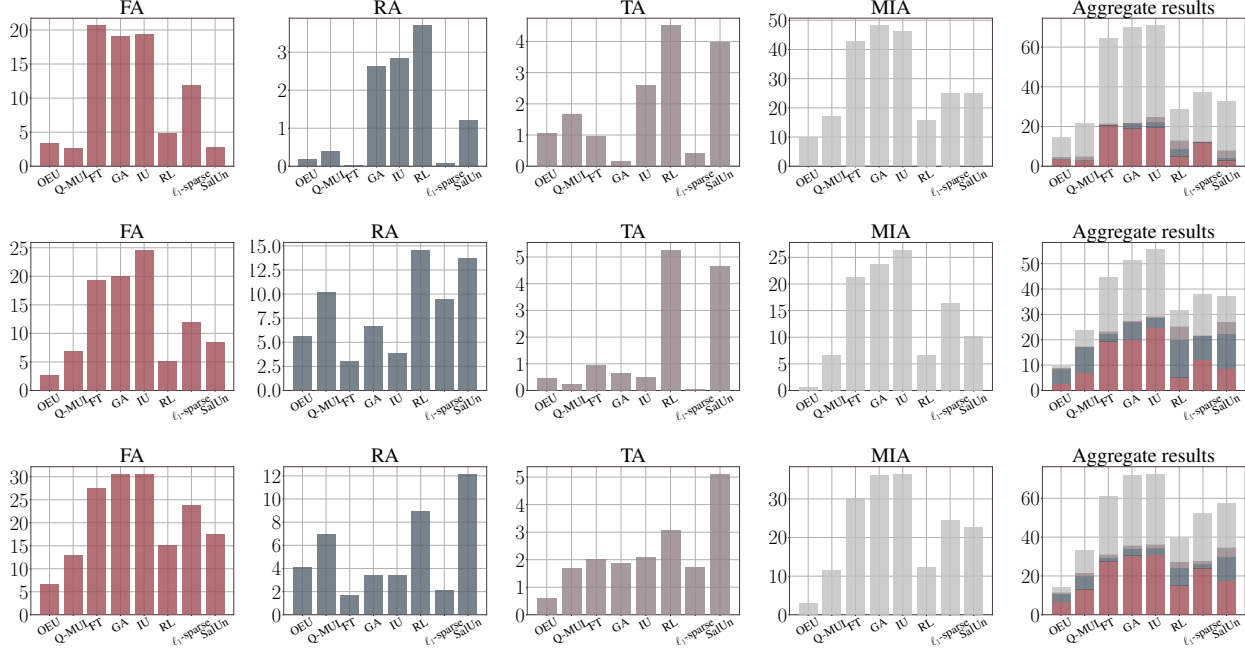 FA RA TA MIA Aggregate results
20 15 10 5 0
3 2 1 0
4 3 2 1 0
50 40 30 20 10 0
60 40 20 0
OEU Q-MUL FT GA IU RL ℓ₁-sparse SalUn
OEU Q-MUL FT GA IU RL ℓ₁-sparse SalUn
OEU Q-MUL FT GA IU RL ℓ₁-sparse SalUn
OEU Q-MUL FT GA IU RL ℓ₁-sparse SalUn
OEU Q-MUL FT GA IU RL ℓ₁-sparse SalUn
FA RA TA MIA Aggregate results
25 20 15 10 5 0
15.0 12.5 10.0 7.5 5.0 2.5 0.0
5 4 3 2 1 0
25 20 15 10 5 0
50 40 30 20 10 0
OEU Q-MUL FT GA IU RL ℓ₁-sparse SalUn
OEU Q-MUL FT GA IU RL ℓ₁-sparse SalUn
OEU Q-MUL FT GA IU RL ℓ₁-sparse SalUn
OEU Q-MUL FT GA IU RL ℓ₁-sparse SalUn
OEU Q-MUL FT GA IU RL ℓ₁-sparse SalUn
FA RA TA MIA Aggregate results
30 25 20 15 10 5 0
12 10 8 6 4 2 0
5 4 3 2 1 0
30 20 10 0
60 40 20 0
OEU Q-MUL FT GA IU RL ℓ₁-sparse SalUn
OEU Q-MUL FT GA IU RL ℓ₁-sparse SalUn
OEU Q-MUL FT GA IU RL ℓ₁-sparse SalUn
OEU Q-MUL FT GA IU RL ℓ₁-sparse SalUn
OEU Q-MUL FT GA IU RL ℓ₁-sparse SalUn